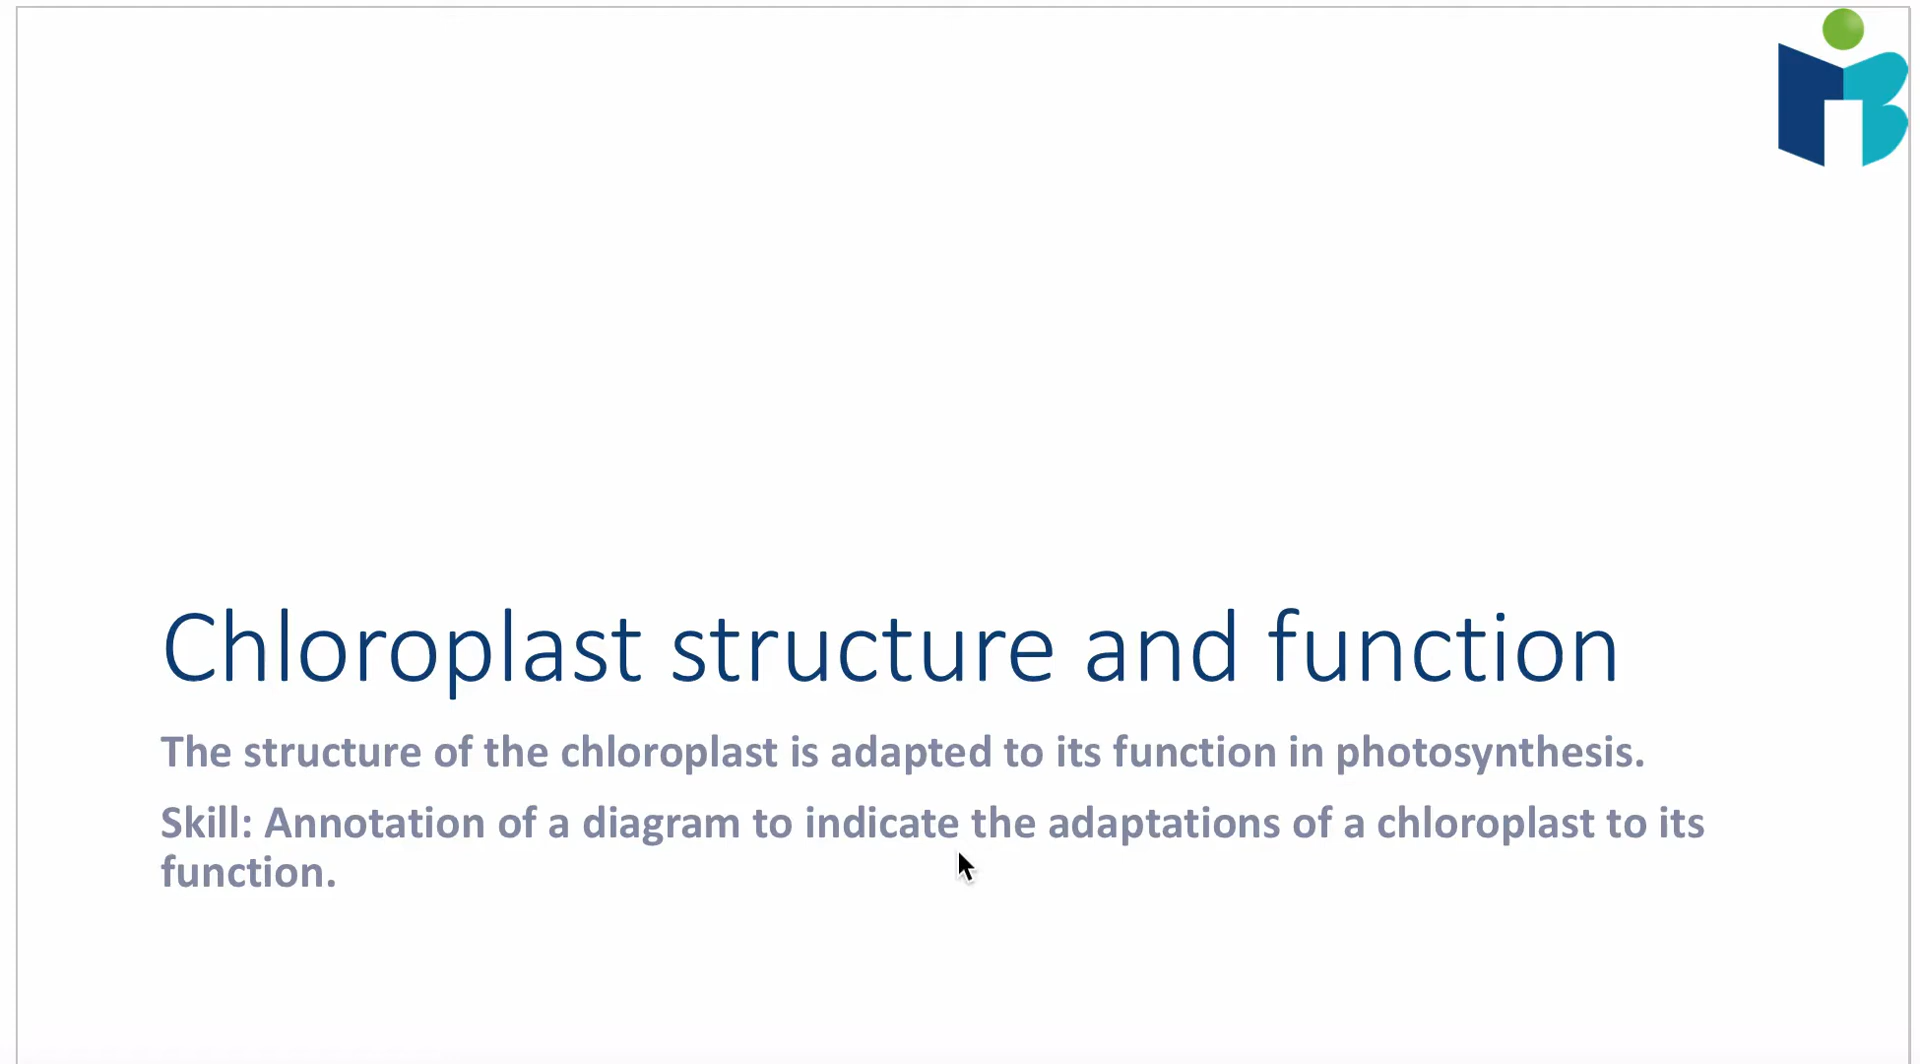 Chloroplast structure and function
The structure of the chloroplast is adapted to its function in photosynthesis.
Skill: Annotation of a diagram to indicate the adaptations of a chloroplast to its
function.